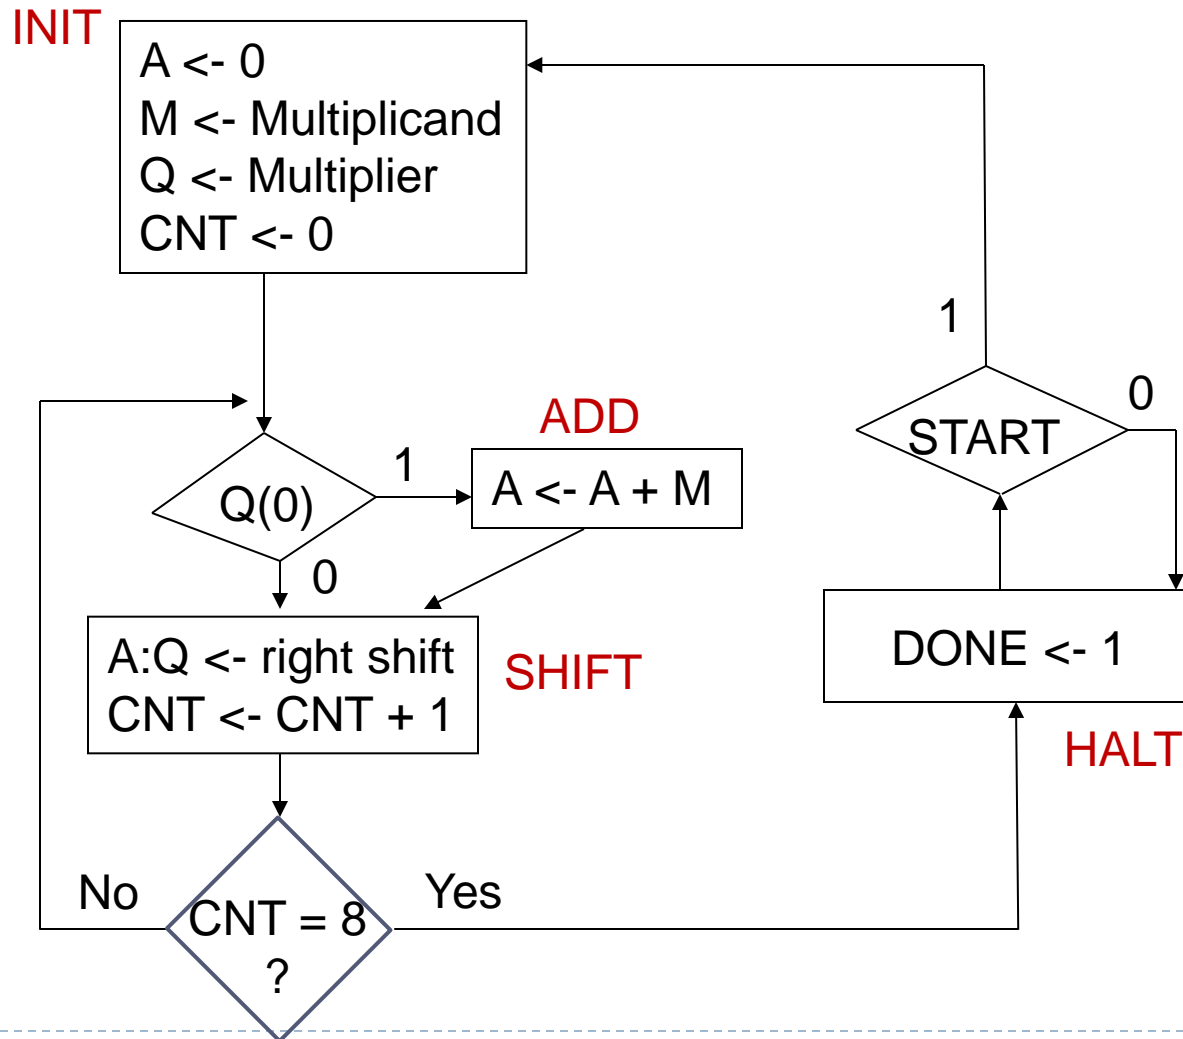 INIT
A <- 0
M <- Multiplicand
Q <- Multiplier
CNT <- 0
1
0
START
ADD
1
A <- A + M
Q(0)
0
A:Q <- right shift
CNT <- CNT + 1
SHIFT
DONE <- 1
HALT
No
Yes
CNT = 8
?